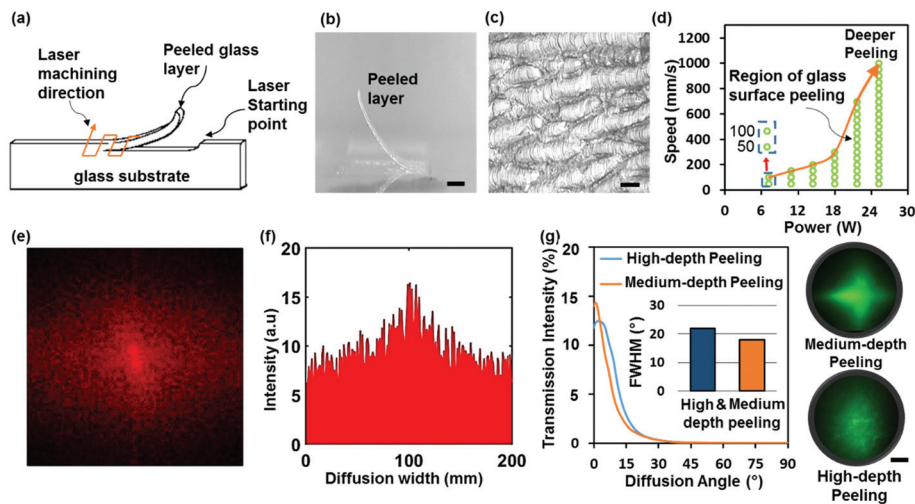 (a)
Laser
machining
direction
Peeled glass
layer
Laser
Starting
point
glass substrate
(b)
Peeled
layer
(c)
(d)
Speed (mm/s)
1200
1000
800
600
400
200
0
Deeper
Peeling
Region of glass
surface peeling
100
50
0 6 12 18 24 30
Power (W)
(e)
(f)
Intensity (a.u)
20
15
10
5
0
0 100 200
Diffusion width (mm)
(g)
Transmission Intensity (%)
20
15
10
5
0
High-depth Peeling
Medium-depth Peeling
FWHM (°)
30
20
10
0
High & Medium
depth peeling
0 15 30 45 60 75 90
Diffusion Angle (°)
Medium-depth
Peeling
High-depth
Peeling